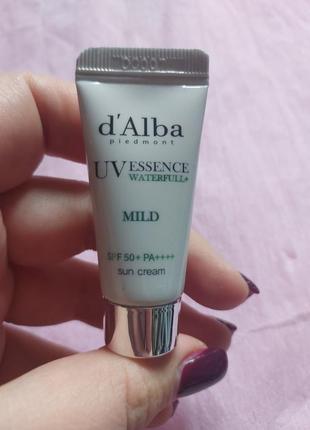 d'Alba
piedmont
UV ESSENCE
WATERFULL+
MILD
SPF 50+ PA++++
sun cream